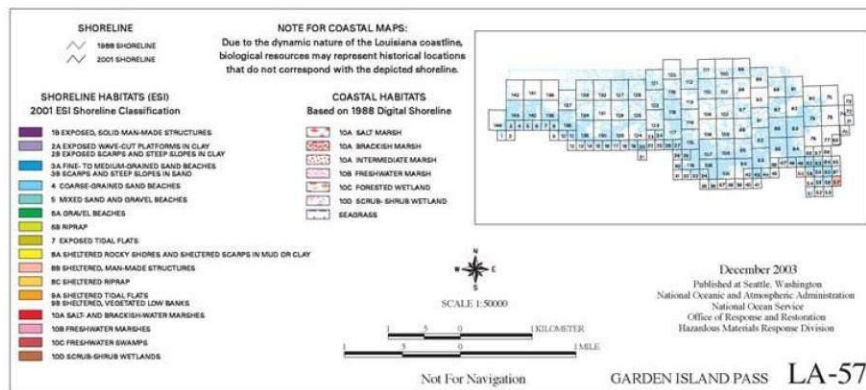 SHORELINE
1988 SHORELINE
2001 SHORELINE
NOTE FOR COASTAL MAPS:
Due to the dynamic nature of the Louisiana coastline,
biological resources may represent historical locations
that do not correspond with the depicted shoreline.
SHORELINE HABITATS (ESI)
2001 ESI Shoreline Classification
1B EXPOSED, SOLID MAN-MADE STRUCTURES
2A EXPOSED WAVE-CUT PLATFORMS IN CLAY
2B EXPOSED SCARPS AND STEEP SLOPES IN CLAY
3A FINE- TO MEDIUM-GRAINED SAND BEACHES
3B SCARPS AND STEEP SLOPES IN SAND
4 COARSE-GRAINED SAND BEACHES
5 MIXED SAND AND GRAVEL BEACHES
6A GRAVEL BEACHES
6B RIPRAP
7 EXPOSED TIDAL FLATS
8A SHELTERED ROCKY SHORES AND SHELTERED SCARPS IN MUD OR CLAY
8B SHELTERED, MAN-MADE STRUCTURES
8C SHELTERED RIPRAP
9A SHELTERED TIDAL FLATS
9B SHELTERED, VEGETATED LOW BANKS
10A SALT- AND BRACKISH-WATER MARSHES
10B FRESHWATER MARSHES
10C FRESHWATER SWAMPS
10D SCRUB-SHRUB WETLANDS
COASTAL HABITATS
Based on 1988 Digital Shoreline
10A SALT MARSH
10A BRACKISH MARSH
10A INTERMEDIATE MARSH
10B FRESHWATER MARSH
10C FORESTED WETLAND
10D SCRUB-SHRUB WETLAND
SEAGRASS
N
W E
S
SCALE 1:50000
1 .5 0 1 KILOMETER
1 .5 0 1 MILE
Not For Navigation
December 2003
Published at Seattle, Washington
National Oceanic and Atmospheric Administration
National Ocean Service
Office of Response and Restoration
Hazardous Materials Response Division
GARDEN ISLAND PASS LA-57